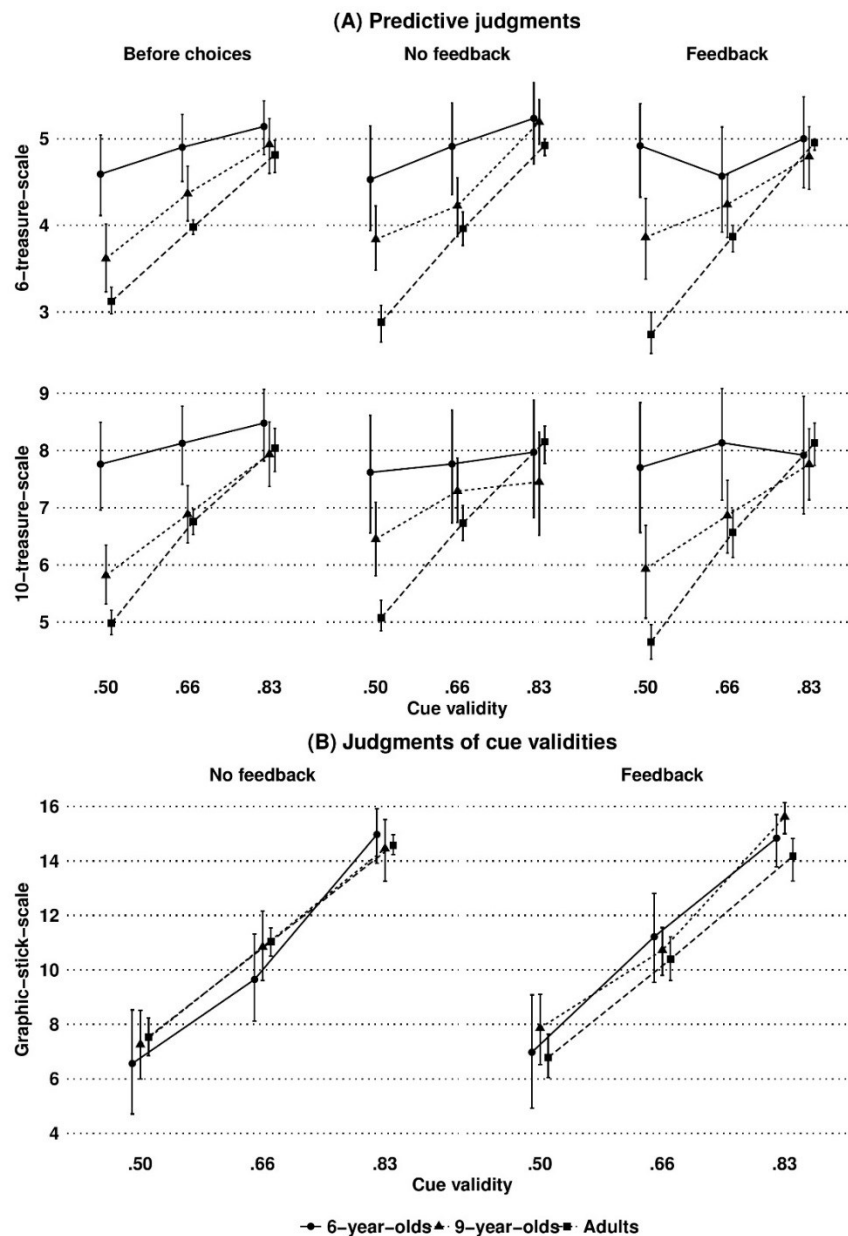 (A) Predictive judgments
Before choices No feedback Feedback
6−treasure−scale
5
4
3
10−treasure−scale
9
8
7
6
5
.50 .66 .83 .50 .66 .83 .50 .66 .83
Cue validity
(B) Judgments of cue validities
No feedback Feedback
Graphic−stick−scale
16
14
12
10
8
6
4
.50 .66 .83 .50 .66 .83
Cue validity
6−year−olds 9−year−olds Adults